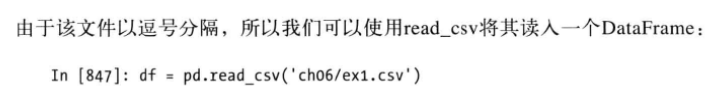 由于该文件以逗号分隔，所以我们可以使用read_csv将其读入一个DataFrame：
In [847]: df = pd.read_csv('ch06/ex1.csv')